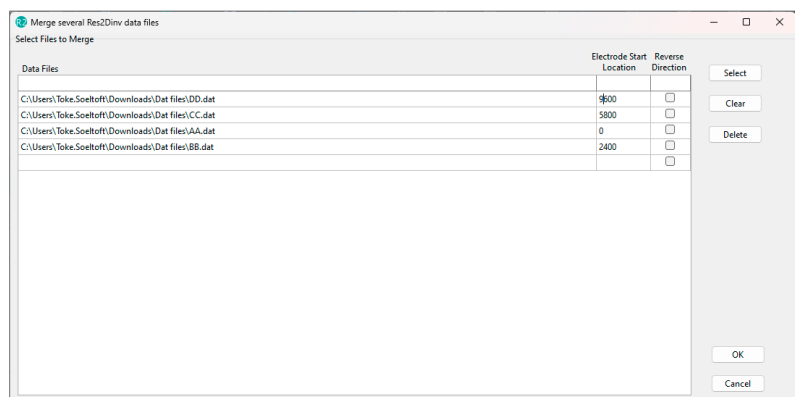 R2 Merge several Res2Dinv data files
Select Files to Merge
Data Files Electrode Start Location Reverse Direction
C:\Users\Toke.Soeltoft\Downloads\Dat files\DD.dat 9600
C:\Users\Toke.Soeltoft\Downloads\Dat files\CC.dat 5800
C:\Users\Toke.Soeltoft\Downloads\Dat files\AA.dat 0
C:\Users\Toke.Soeltoft\Downloads\Dat files\BB.dat 2400
Select
Clear
Delete
OK
Cancel